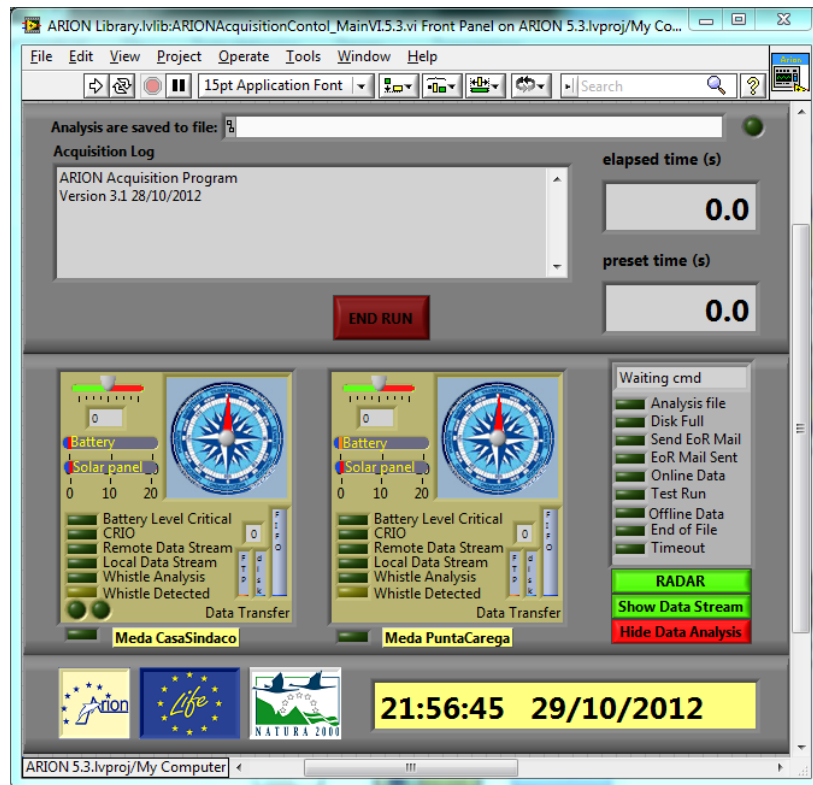 ARION Library.lvlib:ARIONAcquisitionContol_MainVI.5.3.vi Front Panel on ARION 5.3.lvproj/My Co...
File Edit View Project Operate Tools Window Help
Arion
15pt Application Font
Search
Analysis are saved to file:
Acquisition Log
ARION Acquisition Program
Version 3.1 28/10/2012
elapsed time (s)
0.0
preset time (s)
0.0
END RUN
0
Battery
Solar panel
0 10 20
Battery Level Critical
CRIO
0
Remote Data Stream
Local Data Stream
Whistle Analysis
Whistle Detected
FIFO
FTP
disk
Data Transfer
Meda CasaSindaco
0
Battery
Solar panel
0 10 20
Battery Level Critical
CRIO
0
Remote Data Stream
Local Data Stream
Whistle Analysis
Whistle Detected
FIFO
FTP
disk
Data Transfer
Meda PuntaCarega
Waiting cmd
Analysis file
Disk Full
Send EoR Mail
EoR Mail Sent
Online Data
Test Run
Offline Data
End of File
Timeout
RADAR
Show Data Stream
Hide Data Analysis
Arion
Life
NATURA 2000
21:56:45 29/10/2012
ARION 5.3.lvproj/My Computer